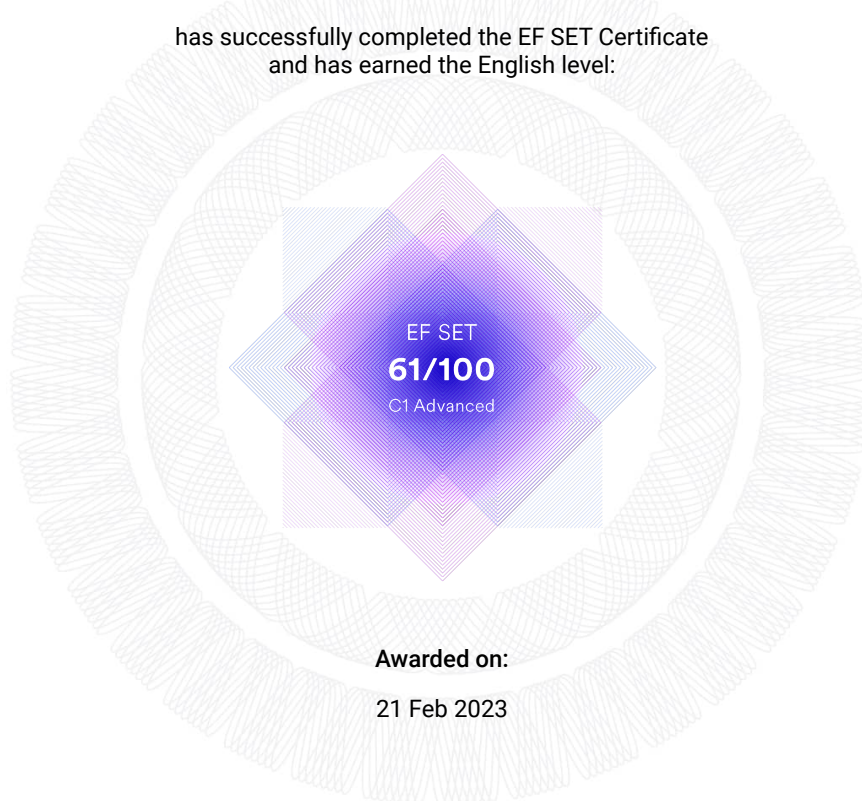 has successfully completed the EF SET Certificate
and has earned the English level:
EF SET
61/100
C1 Advanced
Awarded on:
21 Feb 2023